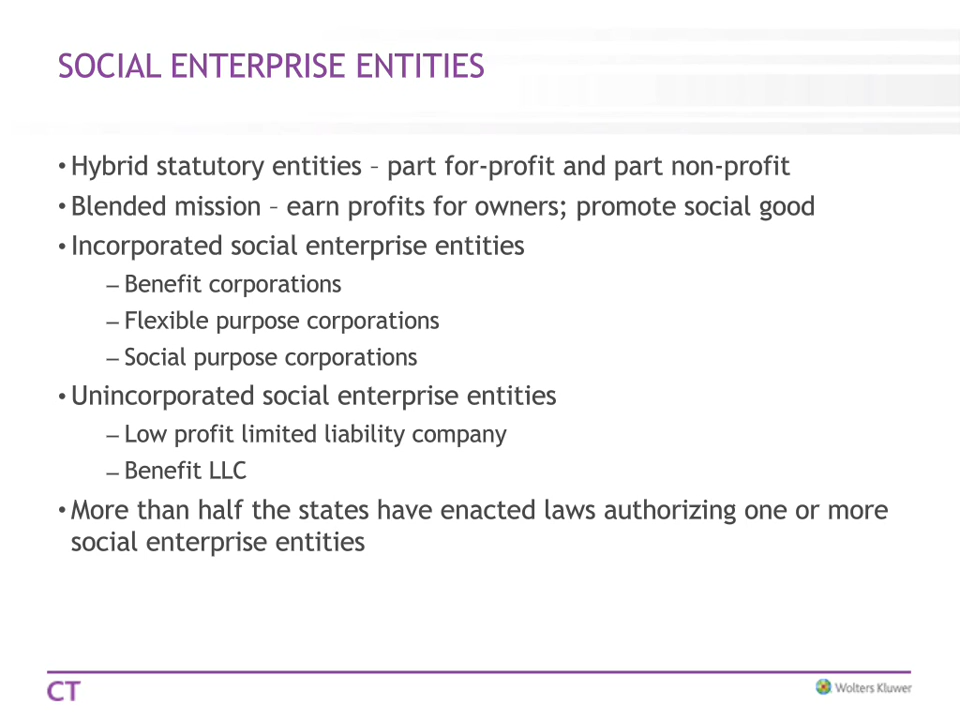 SOCIAL ENTERPRISE ENTITIES
• Hybrid statutory entities – part for-profit and part non-profit
• Blended mission – earn profits for owners; promote social good
• Incorporated social enterprise entities
– Benefit corporations
– Flexible purpose corporations
– Social purpose corporations
• Unincorporated social enterprise entities
– Low profit limited liability company
– Benefit LLC
• More than half the states have enacted laws authorizing one or more
social enterprise entities
CT
Wolters Kluwer